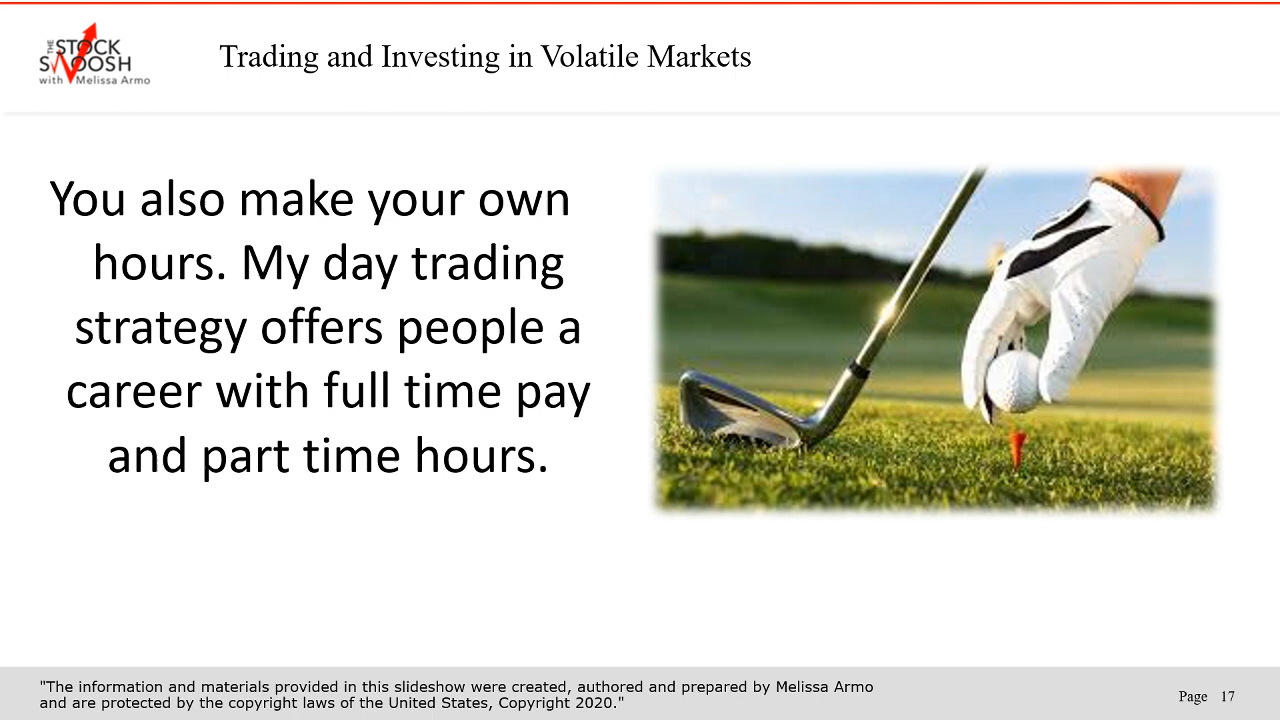 THE
STOCK
SWOOSH
with Melissa Armo
Trading and Investing in Volatile Markets
You also make your own
hours. My day trading
strategy offers people a
career with full time pay
and part time hours.
"The information and materials provided in this slideshow were created, authored and prepared by Melissa Armo
and are protected by the copyright laws of the United States, Copyright 2020."
Page 17